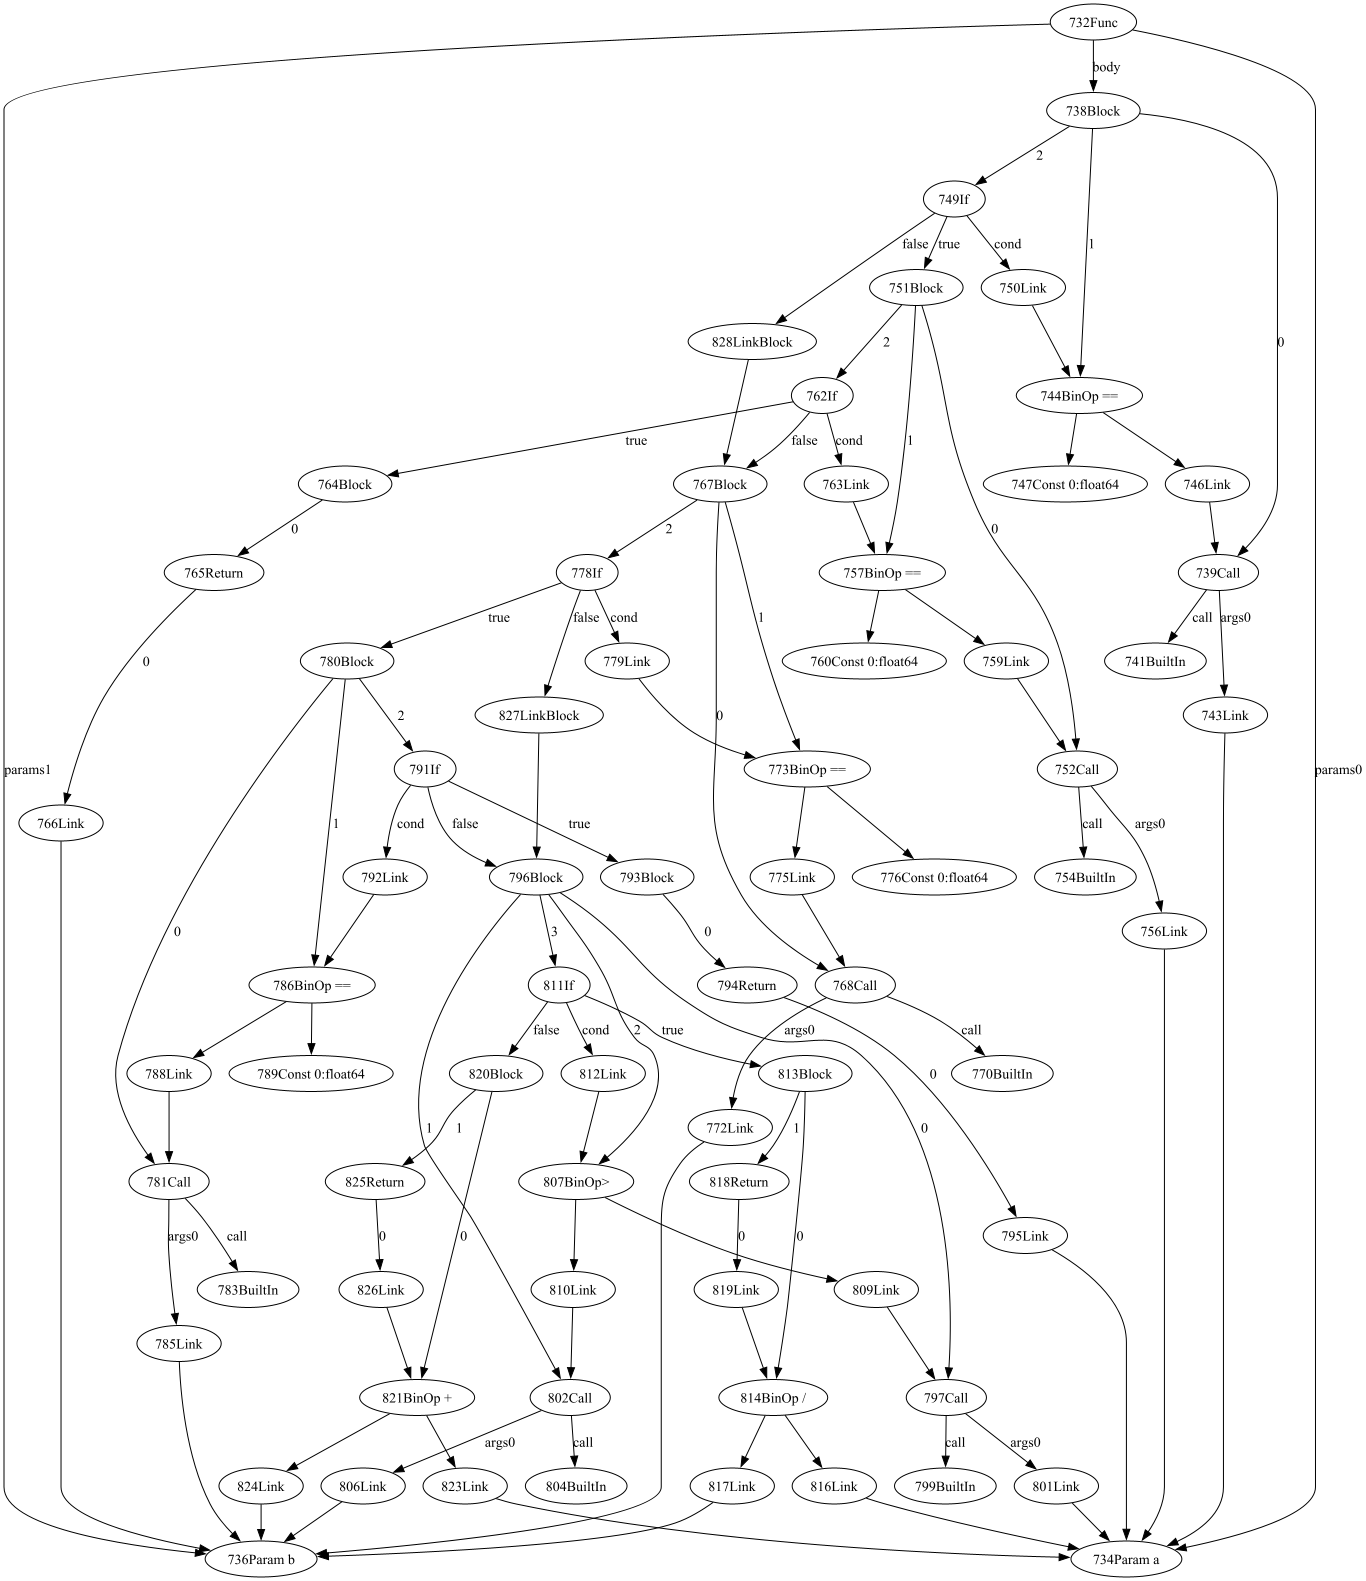 732Func
body
738Block
2
749If
false
true
cond
751Block
750Link
1
0
828LinkBlock
2
762If
744BinOp ==
true
false
cond
1
764Block
767Block
763Link
747Const 0:float64
746Link
0
2
0
765Return
778If
757BinOp ==
739Call
true
false
cond
1
call
args0
780Block
779Link
760Const 0:float64
759Link
741BuiltIn
0
2
827LinkBlock
0
743Link
params1
791If
773BinOp ==
752Call
params0
766Link
1
cond
false
true
call
args0
792Link
796Block
793Block
775Link
776Const 0:float64
754BuiltIn
0
3
0
756Link
786BinOp ==
811If
794Return
768Call
false
cond
2
true
args0
call
788Link
789Const 0:float64
820Block
812Link
813Block
0
770BuiltIn
1
1
772Link
1
0
781Call
825Return
807BinOp>
818Return
args0
call
0
0
0
0
0
795Link
783BuiltIn
826Link
810Link
819Link
809Link
785Link
821BinOp +
802Call
814BinOp /
797Call
args0
call
call
args0
824Link
806Link
823Link
804BuiltIn
817Link
816Link
799BuiltIn
801Link
736Param b
734Param a